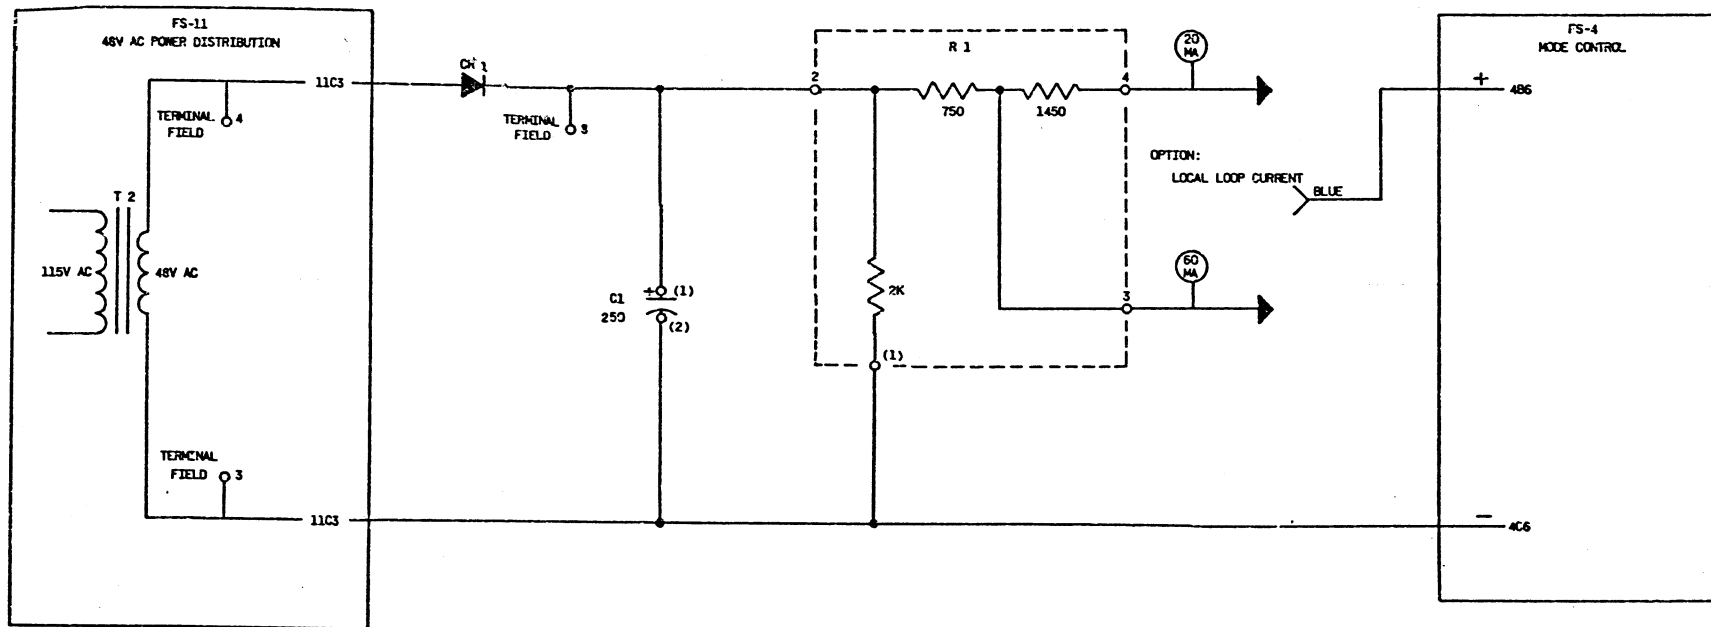 FS-11
48V AC POWER DISTRIBUTION
11C3
TERMINAL
FIELD
4
T 2
115V AC
48V AC
TERMINAL
FIELD
3
11C3
CR 1
TERMINAL
FIELD
3
C1
250
+
(1)
(2)
R 1
2
750
1450
4
2K
(1)
3
20
MA
OPTION:
LOCAL LOOP CURRENT
BLUE
60
MA
FS-4
MODE CONTROL
+
4B6
−
4C6